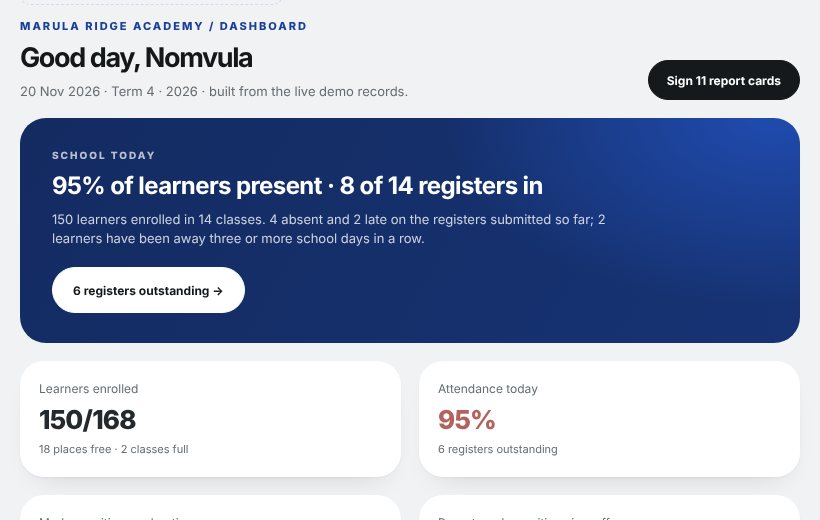 MARULA RIDGE ACADEMY / DASHBOARD
Good day, Nomvula
20 Nov 2026 · Term 4 · 2026 · built from the live demo records.
Sign 11 report cards
SCHOOL TODAY
95% of learners present · 8 of 14 registers in
150 learners enrolled in 14 classes. 4 absent and 2 late on the registers submitted so far; 2
learners have been away three or more school days in a row.
6 registers outstanding →
Learners enrolled
150/168
18 places free · 2 classes full
Attendance today
95%
6 registers outstanding